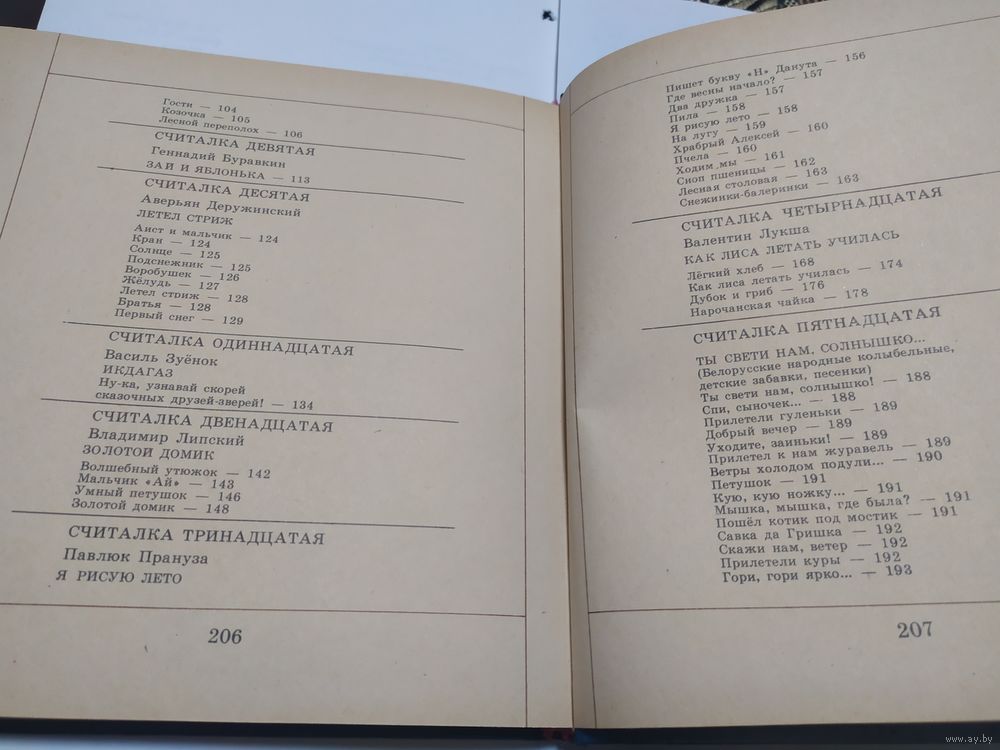 Гости — 104
Козочка — 105
Лесной переполох — 106
СЧИТАЛКА ДЕВЯТАЯ
Геннадий Буравкин
ЗАЙ И ЯБЛОНЬКА — 113
СЧИТАЛКА ДЕСЯТАЯ
Аверьян Деружинский
ЛЕТЕЛ СТРИЖ
Аист и мальчик — 124
Кран — 124
Солнце — 125
Подснежник — 125
Воробушек — 126
Жёлудь — 127
Летел стриж — 128
Братья — 128
Первый снег — 129
СЧИТАЛКА ОДИННАДЦАТАЯ
Василь Зуёнок
ИКДАГАЗ
Ну-ка, узнавай скорей
сказочных друзей-зверей! — 134
СЧИТАЛКА ДВЕНАДЦАТАЯ
Владимир Липский
ЗОЛОТОЙ ДОМИК
Волшебный утюжок — 142
Мальчик «Ай» — 143
Умный петушок — 146
Золотой домик — 148
СЧИТАЛКА ТРИНАДЦАТАЯ
Павлюк Прануза
Я РИСУЮ ЛЕТО
206
Пишет букву «Н» Данута — 156
Где весны начало? — 157
Два дружка — 157
Пила — 158
Я рисую лето — 158
На лугу — 159
Храбрый Алексей — 160
Пчела — 160
Ходим мы — 161
Сноп пшеницы — 162
Лесная столовая — 163
Снежинки-балеринки — 163
СЧИТАЛКА ЧЕТЫРНАДЦАТАЯ
Валентин Лукша
КАК ЛИСА ЛЕТАТЬ УЧИЛАСЬ
Лёгкий хлеб — 168
Как лиса летать училась — 174
Дубок и гриб — 176
Нарочанская чайка — 178
СЧИТАЛКА ПЯТНАДЦАТАЯ
ТЫ СВЕТИ НАМ, СОЛНЫШКО...
(Белорусские народные колыбельные,
детские забавки, песенки)
Ты свети нам, солнышко! — 188
Спи, сыночек... — 188
Прилетели гуленьки — 189
Добрый вечер — 189
Уходите, заиньки! — 189
Прилетел к нам журавель — 189
Ветры холодом подули... — 190
Петушок — 191
Кую, кую ножку... — 191
Мышка, мышка, где была? — 191
Пошёл котик под мостик — 191
Савка да Гришка — 192
Скажи нам, ветер — 192
Прилетели куры — 192
Гори, гори ярко... — 193
207
www.ay.by